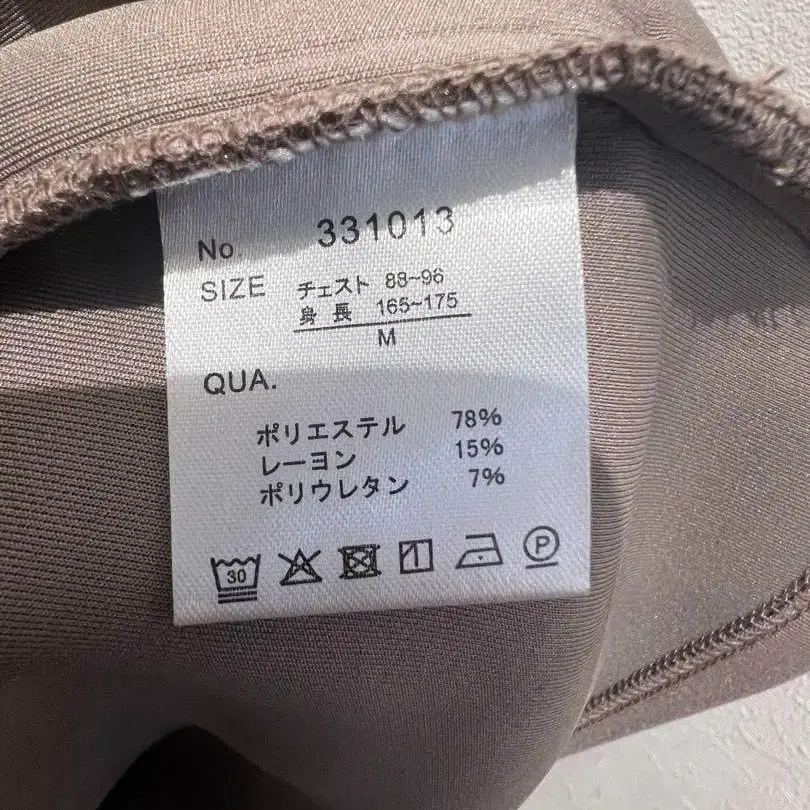 No. 331013
SIZE チェスト 88~96
身長 165~175
M
QUA.
ポリエステル 78%
レーヨン 15%
ポリウレタン 7%
30
P